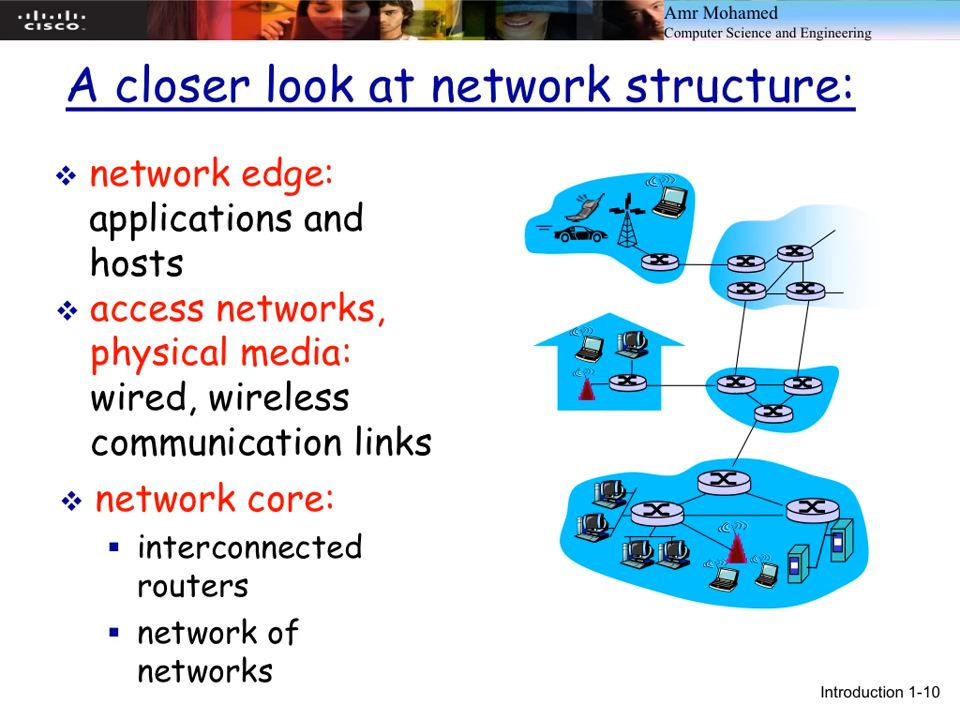 CISCO
Amr Mohamed
Computer Science and Engineering
A closer look at network structure:
network edge:
applications and
hosts
access networks,
physical media:
wired, wireless
communication links
network core:
interconnected
routers
network of
networks
Introduction 1-10